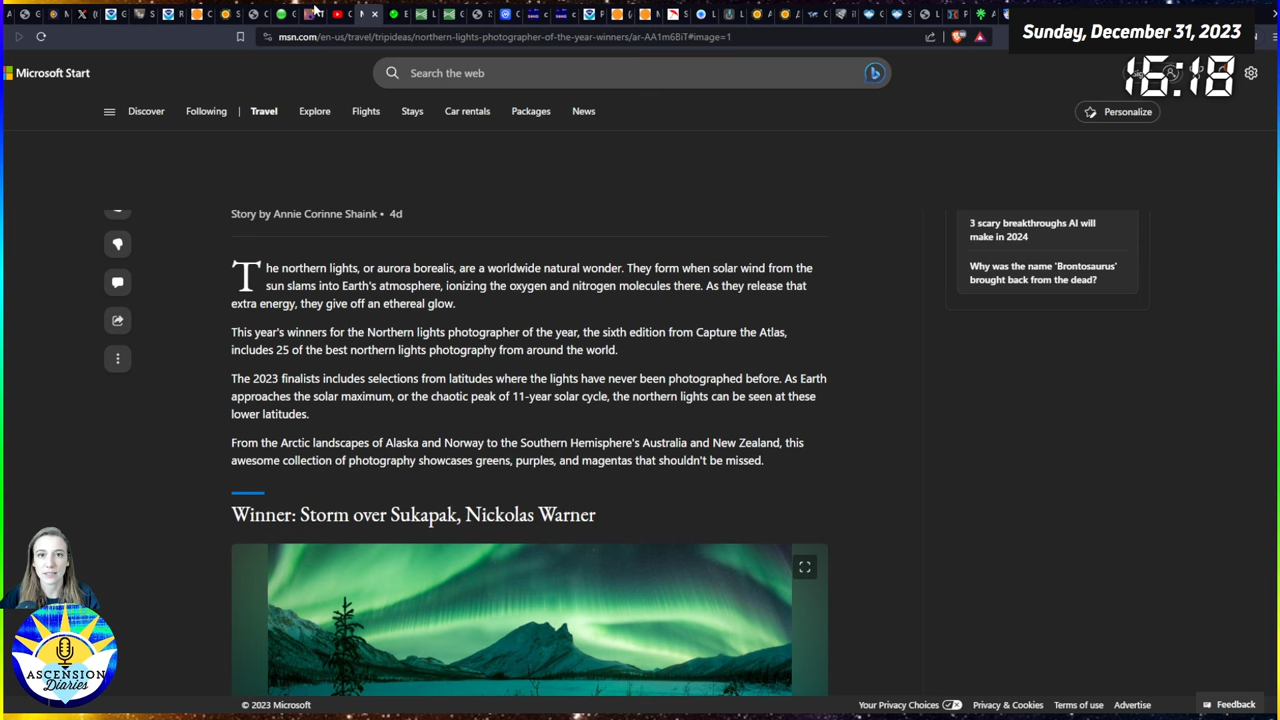 Sunday, December 31, 2023
msn.com/en-us/travel/tripideas/northern-lights-photographer-of-the-year-winners/ar-AA1m6BiT#image=1
16:18
Microsoft Start
Search the web
Discover
Following
Travel
Explore
Flights
Stays
Car rentals
Packages
News
Personalize
Story by Annie Corinne Shaink • 4d
The northern lights, or aurora borealis, are a worldwide natural wonder. They form when solar wind from the
sun slams into Earth's atmosphere, ionizing the oxygen and nitrogen molecules there. As they release that
extra energy, they give off an ethereal glow.
This year's winners for the Northern lights photographer of the year, the sixth edition from Capture the Atlas,
includes 25 of the best northern lights photography from around the world.
The 2023 finalists includes selections from latitudes where the lights have never been photographed before. As Earth
approaches the solar maximum, or the chaotic peak of 11-year solar cycle, the northern lights can be seen at these
lower latitudes.
From the Arctic landscapes of Alaska and Norway to the Southern Hemisphere's Australia and New Zealand, this
awesome collection of photography showcases greens, purples, and magentas that shouldn't be missed.
Winner: Storm over Sukapak, Nickolas Warner
3 scary breakthroughs AI will
make in 2024
Why was the name 'Brontosaurus'
brought back from the dead?
ASCENSION
Diaries
© 2023 Microsoft
Your Privacy Choices
Privacy & Cookies
Terms of use
Advertise
Feedback